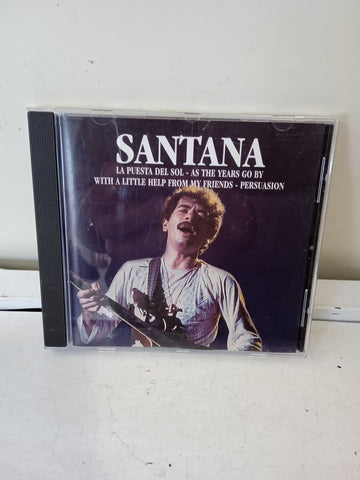 SANTANA
LA PUESTA DEL SOL - AS THE YEARS GO BY
WITH A LITTLE HELP FROM MY FRIENDS - PERSUASION